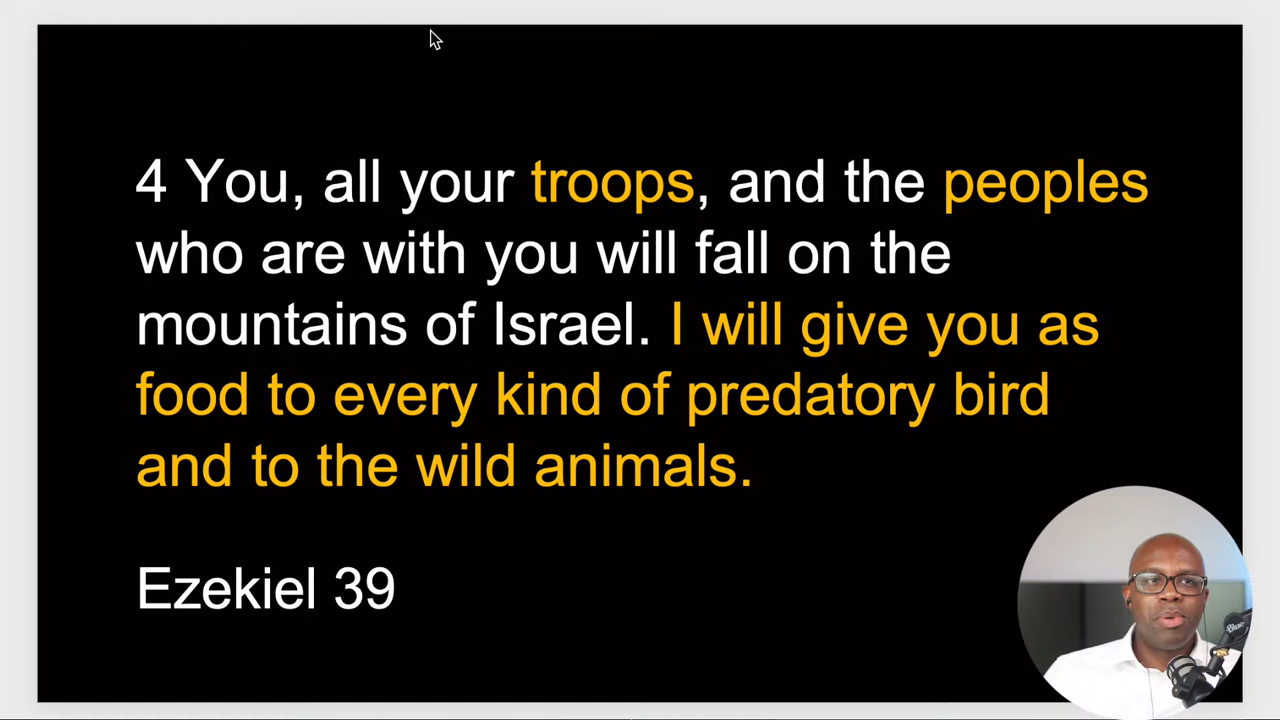 4 You, all your troops, and the peoples
who are with you will fall on the
mountains of Israel. I will give you as
food to every kind of predatory bird
and to the wild animals.
Ezekiel 39
Blue